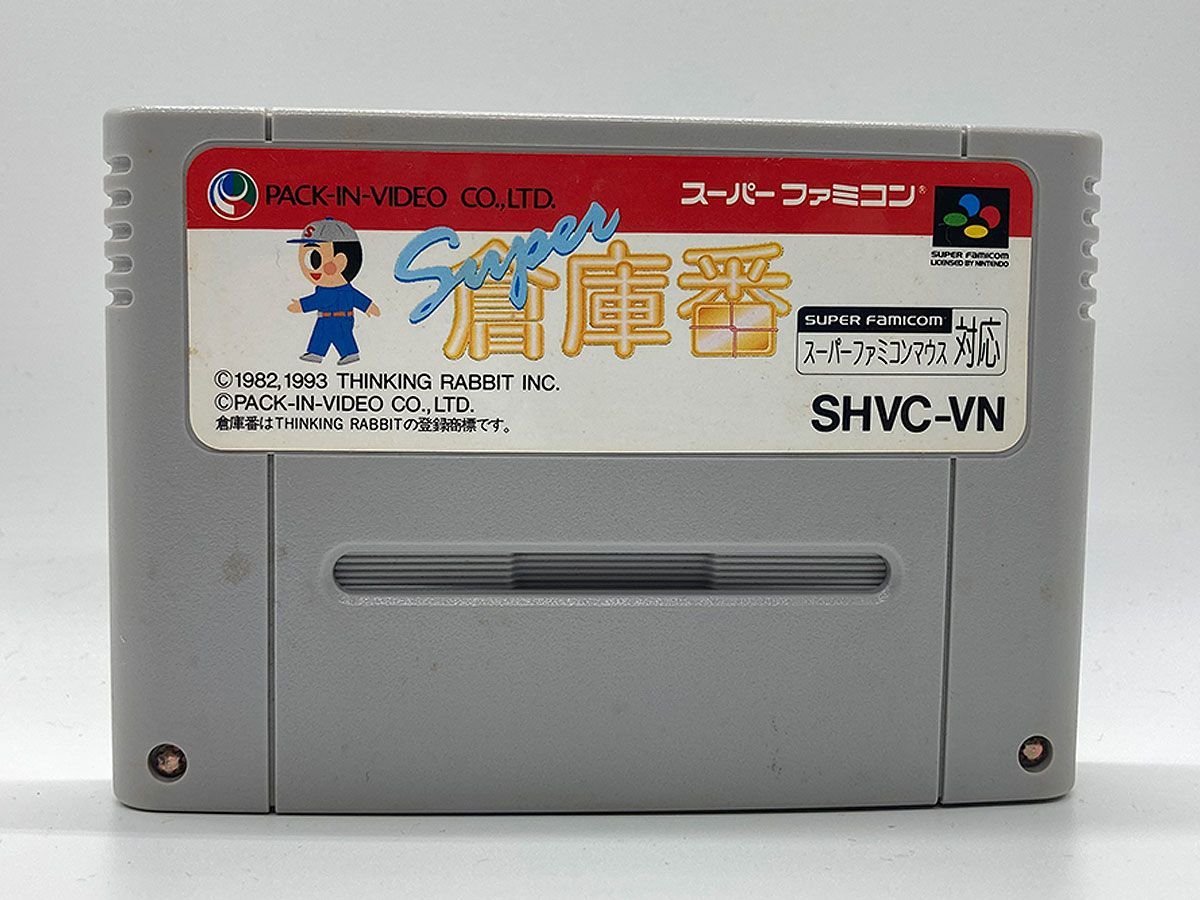 PACK-IN-VIDEO CO.,LTD.
スーパーファミコン®
S
Super
倉庫番
SUPER FAMICOM
LICENSED BY NINTENDO
SUPER FAMICOM
スーパーファミコンマウス 対応
©1982,1993 THINKING RABBIT INC.
©PACK-IN-VIDEO CO.,LTD.
倉庫番はTHINKING RABBITの登録商標です。
SHVC-VN